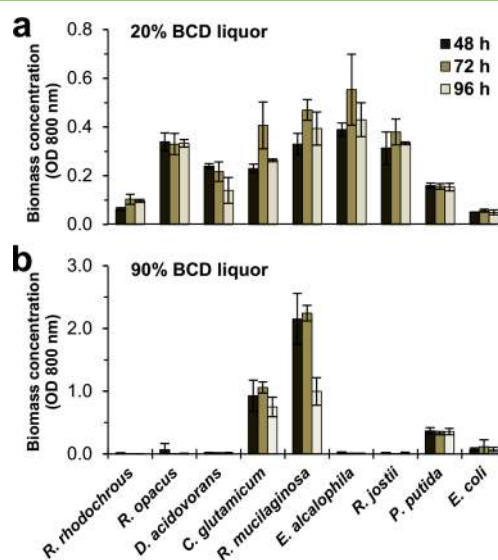 a
20% BCD liquor
48 h
72 h
96 h
Biomass concentration
(OD 800 nm)
0.8
0.6
0.4
0.2
0.0
b
90% BCD liquor
Biomass concentration
(OD 800 nm)
3.0
2.0
1.0
0.0
R. rhodochrous
R. opacus
D. acidovorans
C. glutamicum
R. mucilaginosa
E. alcalophila
R. jostii
P. putida
E. coli